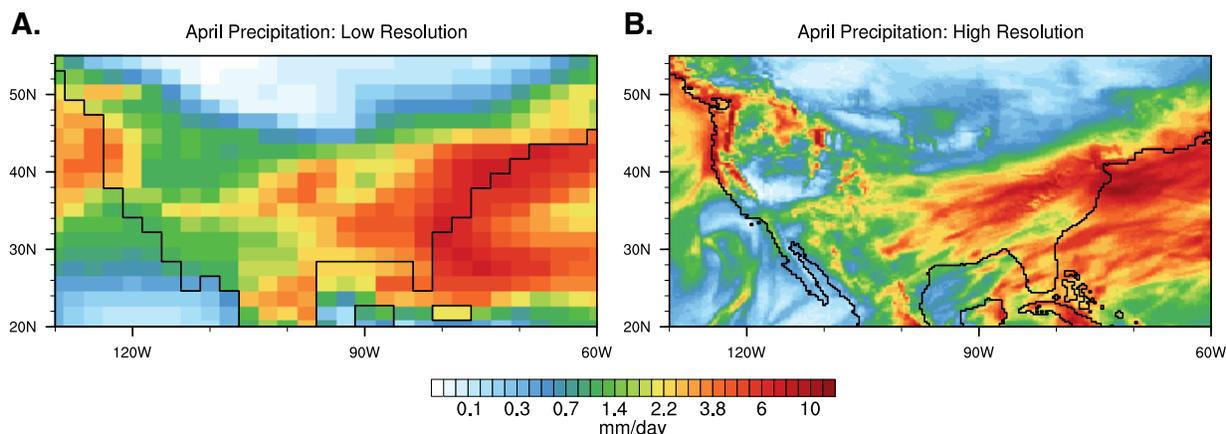 A.
April Precipitation: Low Resolution
50N
40N
30N
20N
120W
90W
60W
B.
April Precipitation: High Resolution
50N
40N
30N
20N
120W
90W
60W
0.1 0.3 0.7 1.4 2.2 3.8 6 10
mm/day